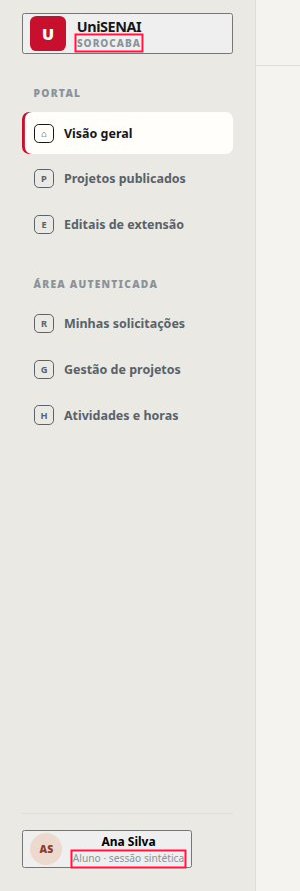 U
UniSENAI
SOROCABA
PORTAL
⌂ Visão geral
P Projetos publicados
E Editais de extensão
ÁREA AUTENTICADA
R Minhas solicitações
G Gestão de projetos
H Atividades e horas
AS
Ana Silva
Aluno · sessão sintética